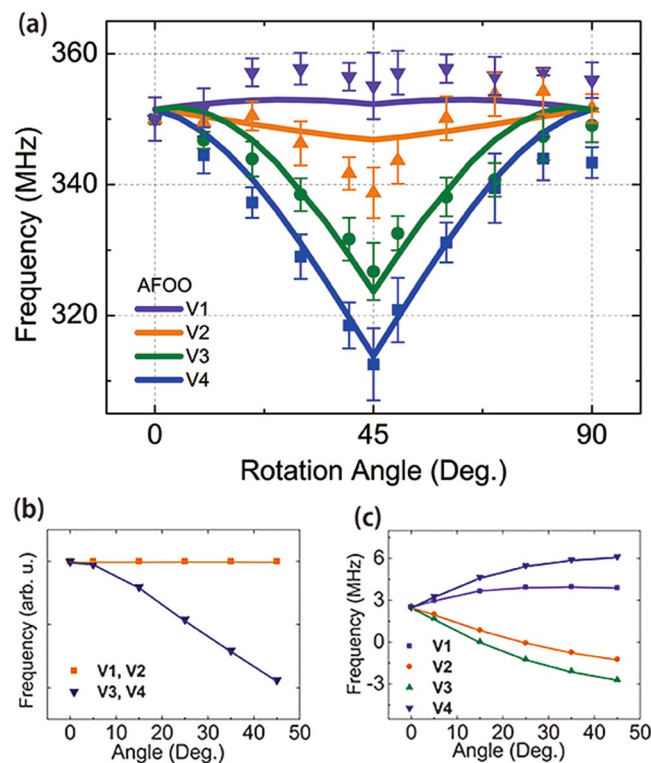 (a)
360
340
320
Frequency (MHz)
AFOO
V1
V2
V3
V4
0 45 90
Rotation Angle (Deg.)
(b)
Frequency (arb. u.)
V1, V2
V3, V4
0 10 20 30 40 50
Angle (Deg.)
(c)
6
3
0
-3
Frequency (MHz)
V1
V2
V3
V4
0 10 20 30 40 50
Angle (Deg.)